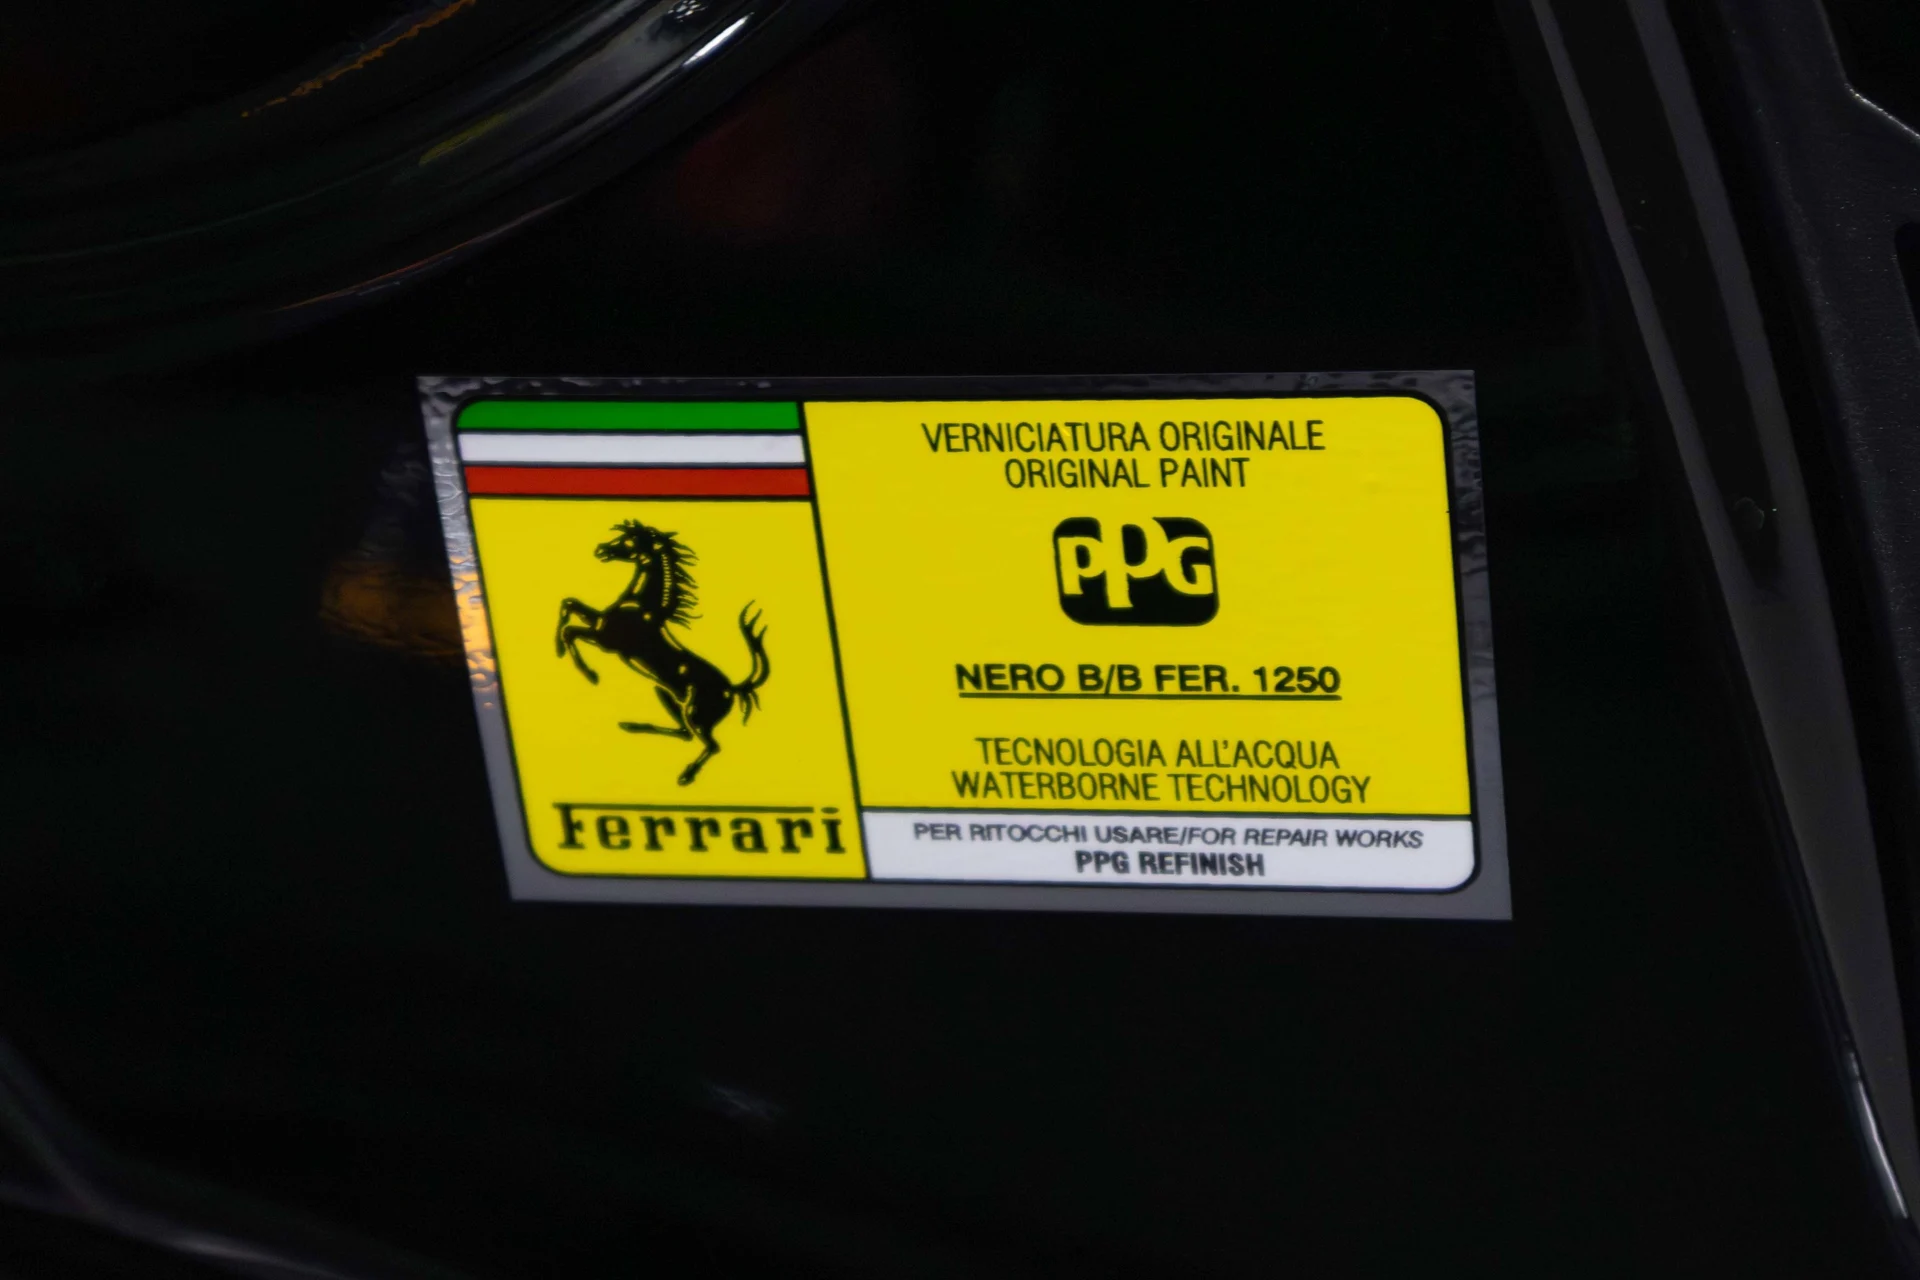 VERNICIATURA ORIGINALE
ORIGINAL PAINT
PPG
NERO B/B FER. 1250
TECNOLOGIA ALL'ACQUA
WATERBORNE TECHNOLOGY
PER RITOCCHI USARE/FOR REPAIR WORKS
PPG REFINISH
Ferrari